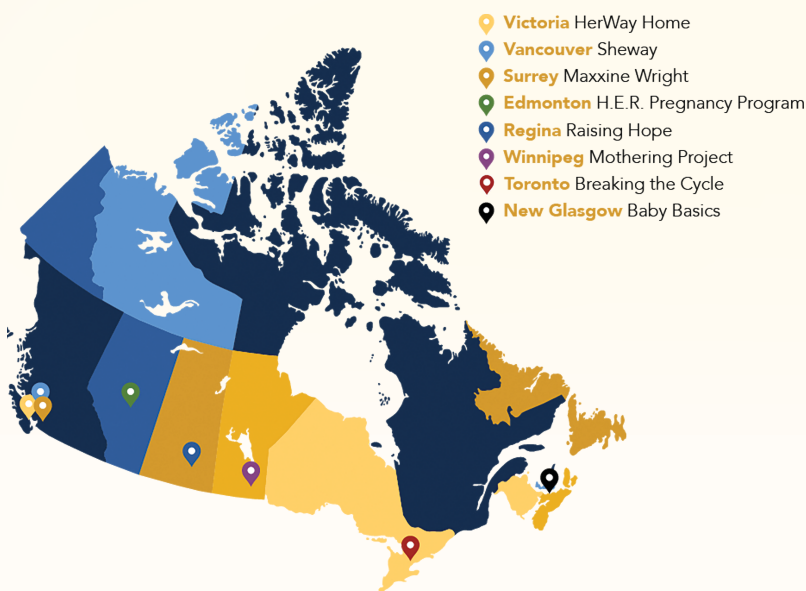 Victoria HerWay Home
Vancouver Sheway
Surrey Maxxine Wright
Edmonton H.E.R. Pregnancy Program
Regina Raising Hope
Winnipeg Mothering Project
Toronto Breaking the Cycle
New Glasgow Baby Basics